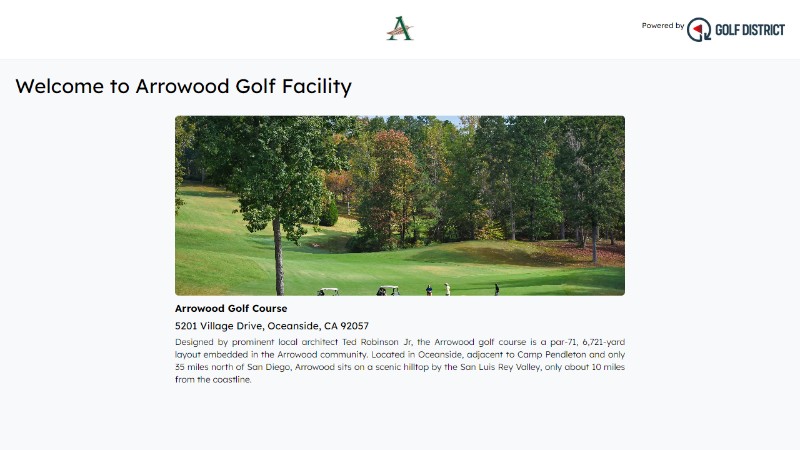 A
Powered by GOLF DISTRICT
Welcome to Arrowood Golf Facility
Arrowood Golf Course
5201 Village Drive, Oceanside, CA 92057
Designed by prominent local architect Ted Robinson Jr, the Arrowood golf course is a par-71, 6,721-yard
layout embedded in the Arrowood community. Located in Oceanside, adjacent to Camp Pendleton and only
35 miles north of San Diego, Arrowood sits on a scenic hilltop by the San Luis Rey Valley, only about 10 miles
from the coastline.